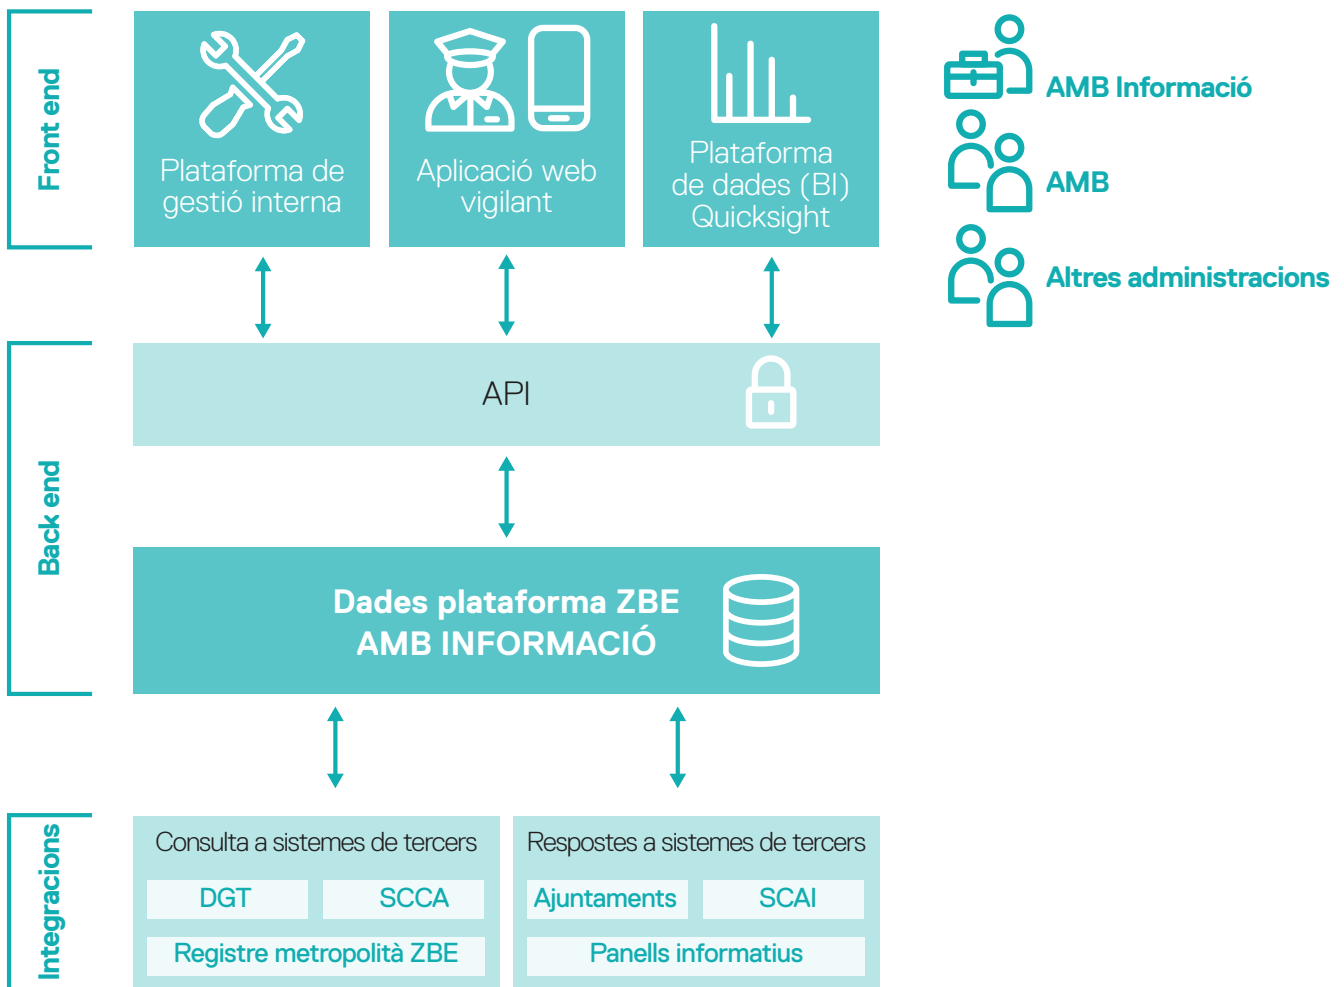 Front end
Plataforma de
gestió interna
Aplicació web
vigilant
Plataforma
de dades (BI)
Quicksight
AMB Informació
AMB
Altres administracions
Back end
API
Dades plataforma ZBE
AMB INFORMACIÓ
Integracions
Consulta a sistemes de tercers
DGT
SCCA
Registre metropolità ZBE
Respostes a sistemes de tercers
Ajuntaments
SCAI
Panells informatius